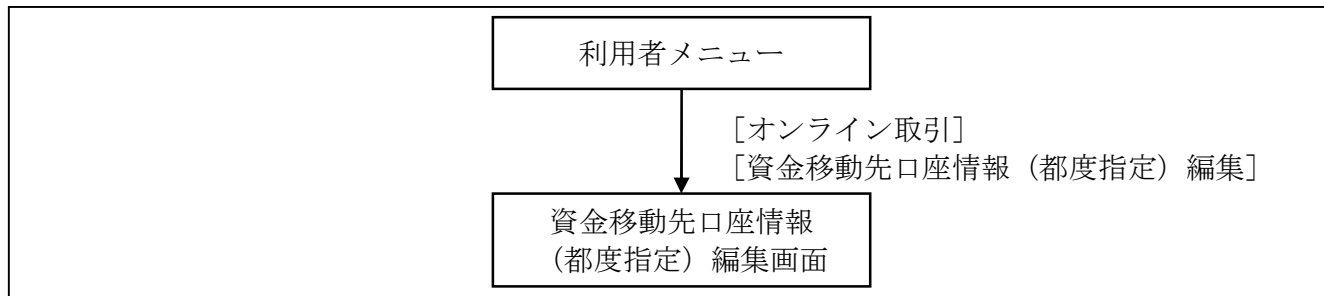 利用者メニュー
［オンライン取引］
［資金移動先口座情報（都度指定）編集］
資金移動先口座情報
（都度指定）編集画面